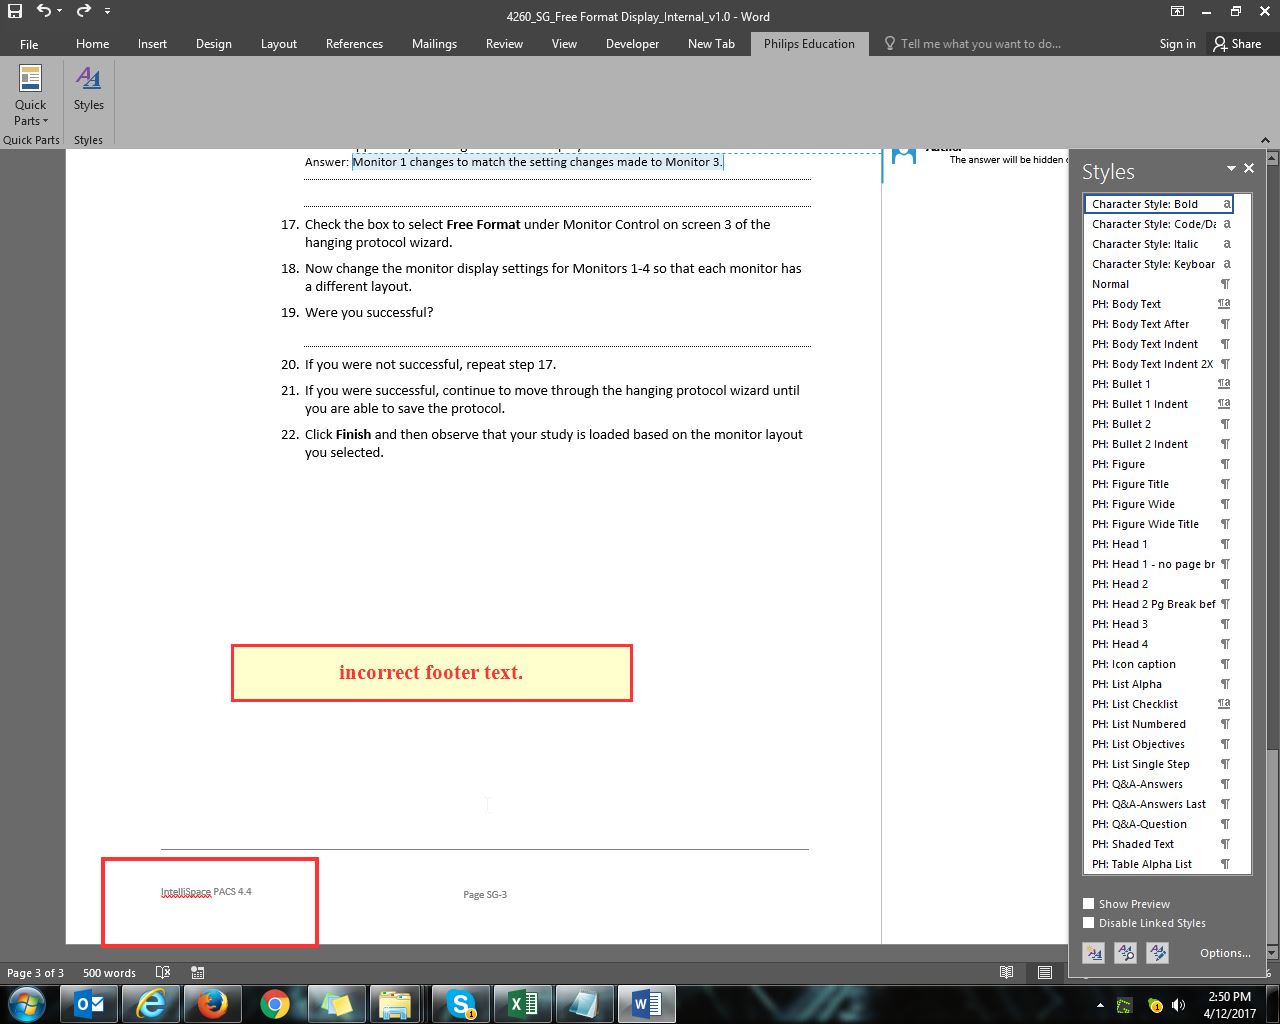 4260_SG_Free Format Display_Internal_v1.0 - Word
File Home Insert Design Layout References Mailings Review View Developer New Tab Philips Education Tell me what you want to do... Sign in Share
Quick Parts
Styles
Quick Parts
Styles
Answer: Monitor 1 changes to match the setting changes made to Monitor 3.
The answer will be hidden
17. Check the box to select Free Format under Monitor Control on screen 3 of the
hanging protocol wizard.
18. Now change the monitor display settings for Monitors 1-4 so that each monitor has
a different layout.
19. Were you successful?
20. If you were not successful, repeat step 17.
21. If you were successful, continue to move through the hanging protocol wizard until
you are able to save the protocol.
22. Click Finish and then observe that your study is loaded based on the monitor layout
you selected.
incorrect footer text.
IntelliSpace PACS 4.4
Page SG-3
Styles
Character Style: Bold a
Character Style: Code/Da a
Character Style: Italic a
Character Style: Keyboar a
Normal ¶
PH: Body Text ¶a
PH: Body Text After ¶
PH: Body Text Indent ¶
PH: Body Text Indent 2X ¶
PH: Bullet 1 ¶a
PH: Bullet 1 Indent ¶a
PH: Bullet 2 ¶
PH: Bullet 2 Indent ¶
PH: Figure ¶
PH: Figure Title ¶
PH: Figure Wide ¶
PH: Figure Wide Title ¶
PH: Head 1 ¶
PH: Head 1 - no page br ¶
PH: Head 2 ¶
PH: Head 2 Pg Break bef ¶
PH: Head 3 ¶
PH: Head 4 ¶
PH: Icon caption ¶
PH: List Alpha ¶
PH: List Checklist ¶a
PH: List Numbered ¶
PH: List Objectives ¶
PH: List Single Step ¶
PH: Q&A-Answers ¶
PH: Q&A-Answers Last ¶
PH: Q&A-Question ¶
PH: Shaded Text ¶
PH: Table Alpha List ¶
Show Preview
Disable Linked Styles
Options...
Page 3 of 3 500 words
2:50 PM
4/12/2017